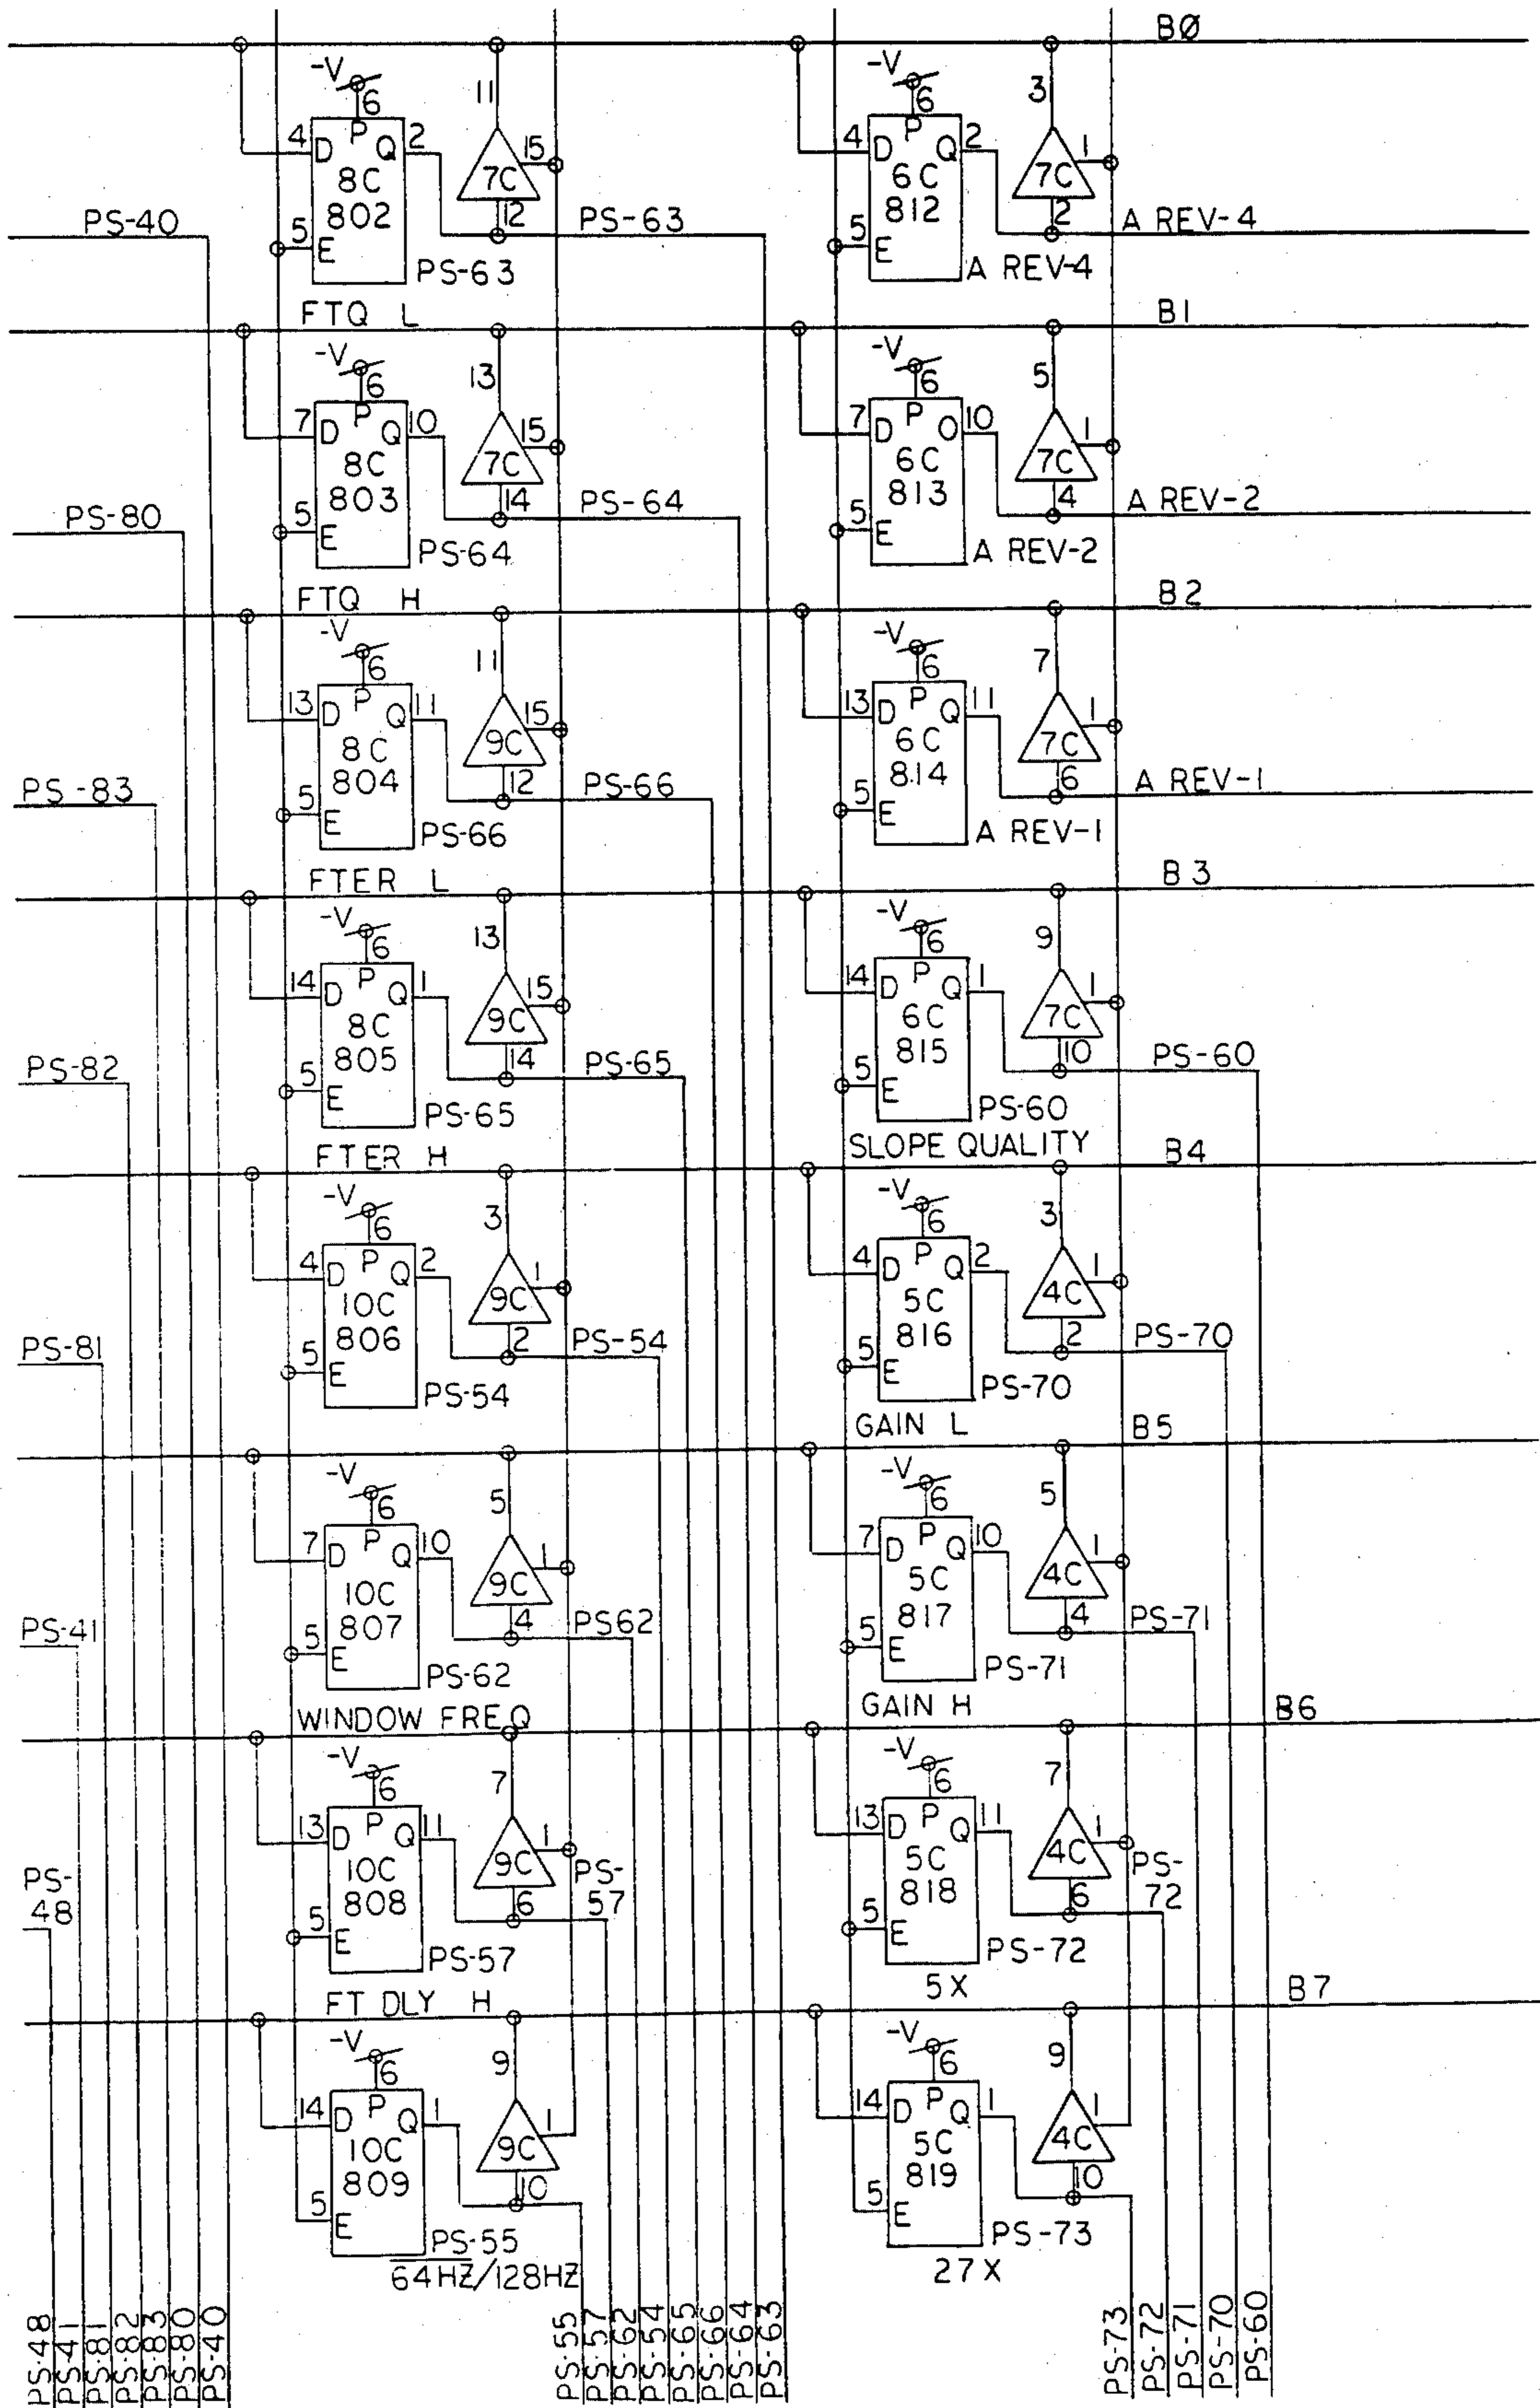 BØ
-V
6
11
4
D
P
Q
2
8C
802
7C
15
12
5
E
PS-63
PS-63
-V
6
3
4
D
P
Q
2
6C
812
7C
1
2
5
E
A REV-4
A REV-4
PS-40
FTQ L
B1
-V
6
13
7
D
P
Q
10
8C
803
7C
15
14
5
E
PS-64
PS-64
-V
6
5
7
D
P
O
10
6C
813
7C
1
4
5
E
A REV-2
A REV-2
PS-80
FTQ H
B2
-V
6
11
13
D
P
Q
11
8C
804
9C
15
12
5
E
PS-66
PS-66
-V
6
7
13
D
P
Q
11
6C
814
7C
1
6
5
E
A REV-1
A REV-1
PS-83
FTER L
B3
-V
6
13
14
D
P
Q
1
8C
805
9C
15
14
5
E
PS-65
PS-65
-V
6
9
14
D
P
Q
1
6C
815
7C
1
10
5
E
PS-60
PS-60
PS-82
FTER H
SLOPE QUALITY
B4
-V
6
3
4
D
P
Q
2
10C
806
9C
1
2
5
E
PS-54
PS-54
-V
6
3
4
D
P
Q
2
5C
816
4C
1
2
5
E
PS-70
PS-70
PS-81
GAIN L
B5
-V
6
5
7
D
P
Q
10
10C
807
9C
1
4
5
E
PS62
PS-62
-V
6
5
7
D
P
Q
10
5C
817
4C
1
4
5
E
PS-71
PS-71
PS-41
WINDOW FREQ
GAIN H
B6
-V
6
7
13
D
P
Q
11
10C
808
9C
1
6
5
E
PS-
57
PS-57
-V
6
7
13
D
P
Q
11
5C
818
4C
1
6
5
E
PS-
72
PS-72
5X
PS-
48
FT DLY H
B7
-V
6
9
14
D
P
Q
1
10C
809
9C
1
10
5
E
PS-55
64HZ/128HZ
-V
6
9
14
D
P
Q
1
5C
819
4C
1
10
5
E
PS-73
27X
PS-48
PS-41
PS-81
PS-82
PS-83
PS-80
PS-40
PS-55
PS-57
PS-62
PS-54
PS-65
PS-66
PS-64
PS-63
PS-73
PS-72
PS-71
PS-70
PS-60